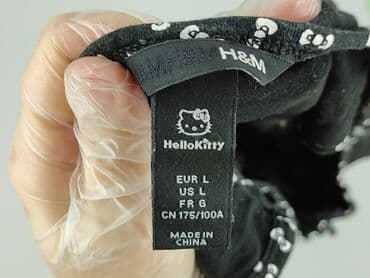 H&M
HelloKitty
EUR L
US L
FR G
CN 175/100A
MADE IN
CHINA